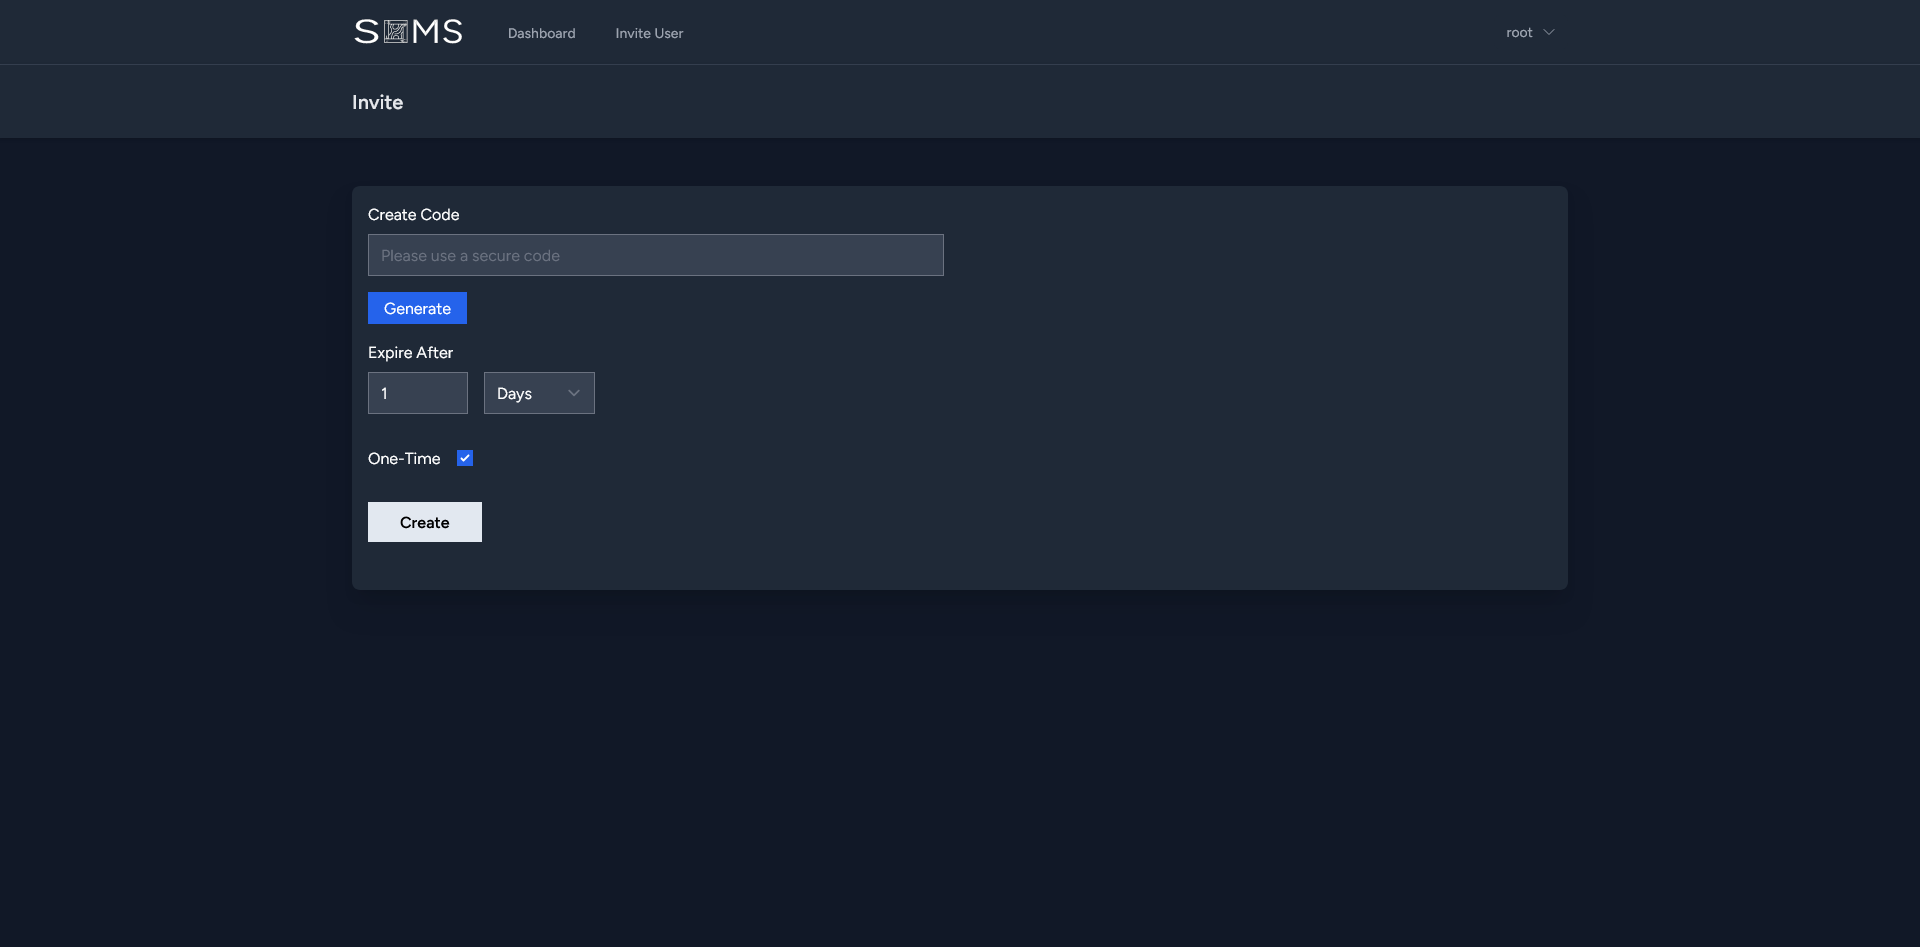 S MS
Dashboard
Invite User
root
Invite
Create Code
Please use a secure code
Generate
Expire After
1
Days
One-Time
Create